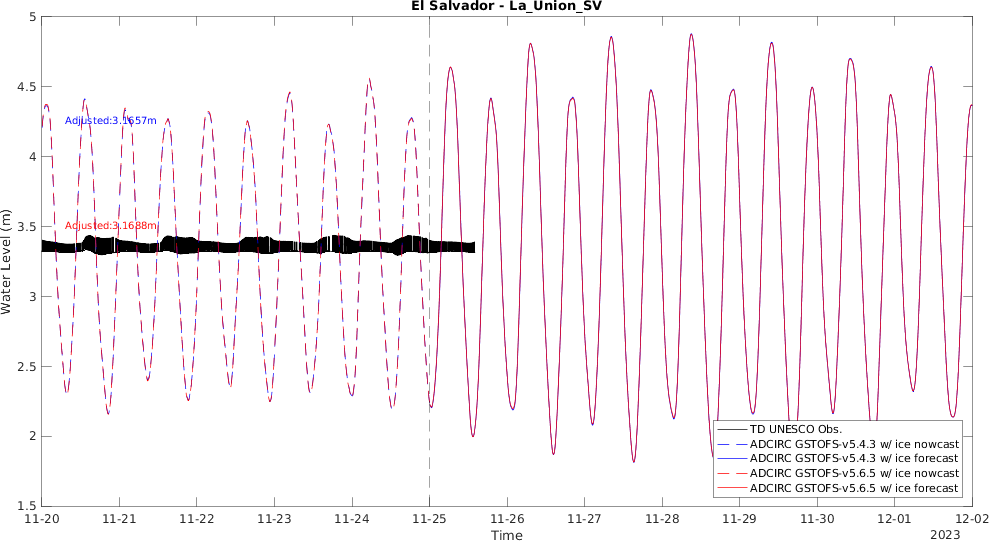 El Salvador - La_Union_SV
Water Level (m)
5
4.5
4
3.5
3
2.5
2
1.5
Adjusted:3.1657m
Adjusted:3.1688m
TD UNESCO Obs.
ADCIRC GSTOFS-v5.4.3 w/ ice nowcast
ADCIRC GSTOFS-v5.4.3 w/ ice forecast
ADCIRC GSTOFS-v5.6.5 w/ ice nowcast
ADCIRC GSTOFS-v5.6.5 w/ ice forecast
11-20 11-21 11-22 11-23 11-24 11-25 11-26 11-27 11-28 11-29 11-30 12-01 12-02
Time
2023